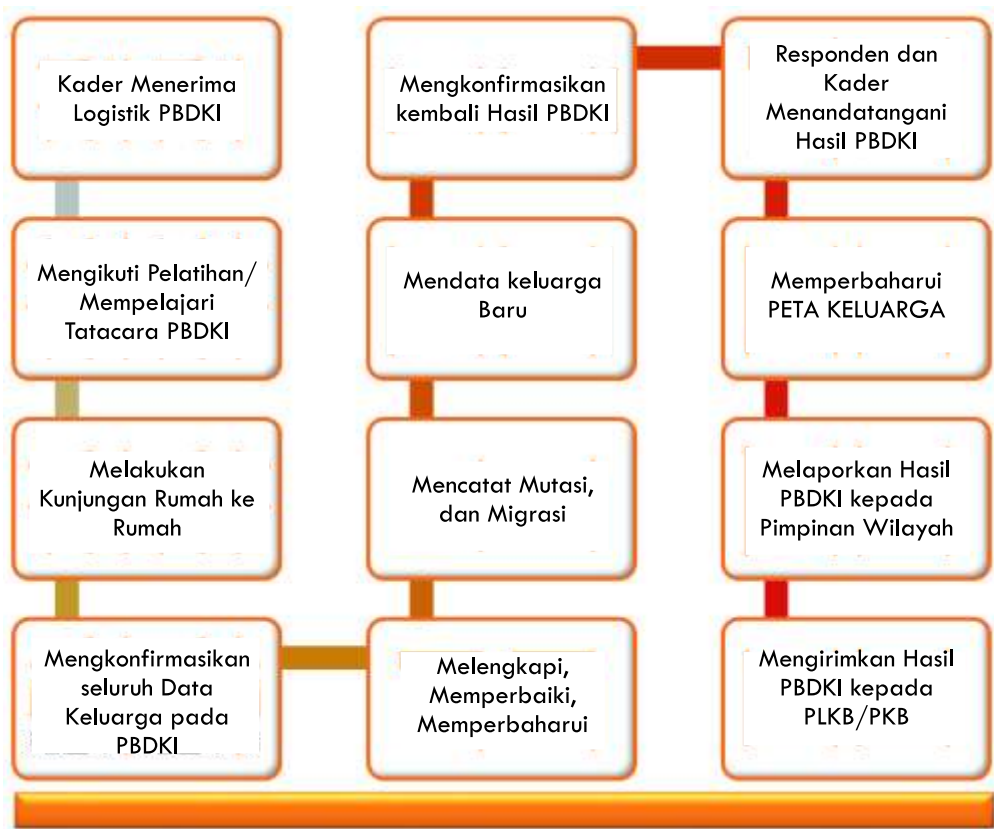 Kader Menerima
Logistik PBDKI
Mengikuti Pelatihan/
Mempelajari
Tatacara PBDKI
Melakukan
Kunjungan Rumah ke
Rumah
Mengkonfirmasikan
seluruh Data
Keluarga pada
PBDKI
Melengkapi,
Memperbaiki,
Memperbaharui
Mencatat Mutasi,
dan Migrasi
Mendata keluarga
Baru
Mengkonfirmasikan
kembali Hasil PBDKI
Responden dan
Kader
Menandatangani
Hasil PBDKI
Memperbaharui
PETA KELUARGA
Melaporkan Hasil
PBDKI kepada
Pimpinan Wilayah
Mengirimkan Hasil
PBDKI kepada
PLKB/PKB